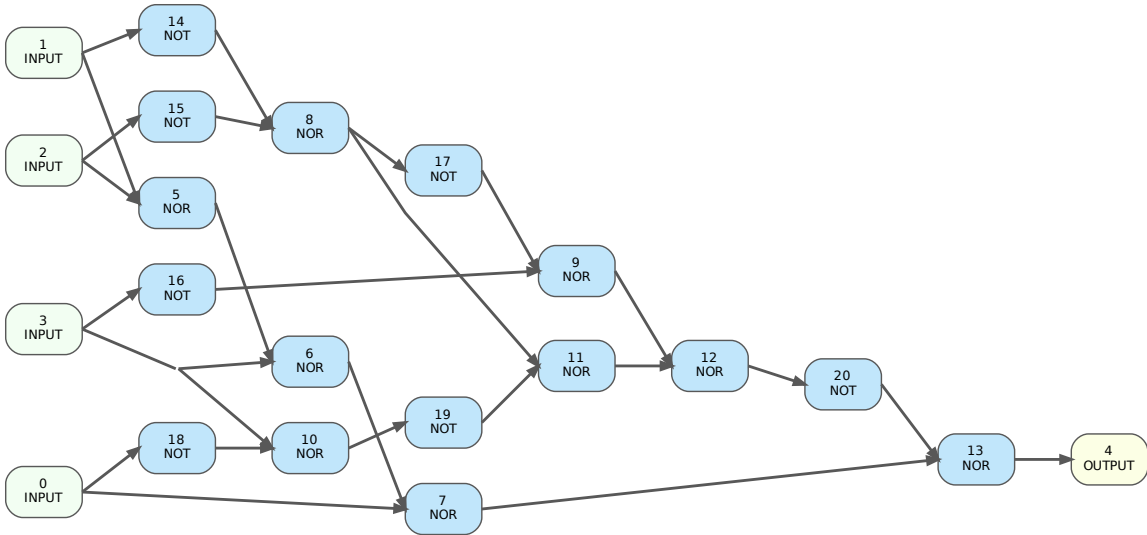 1
INPUT
14
NOT
2
INPUT
15
NOT
5
NOR
8
NOR
17
NOT
3
INPUT
16
NOT
9
NOR
6
NOR
11
NOR
12
NOR
20
NOT
0
INPUT
18
NOT
10
NOR
19
NOT
7
NOR
13
NOR
4
OUTPUT